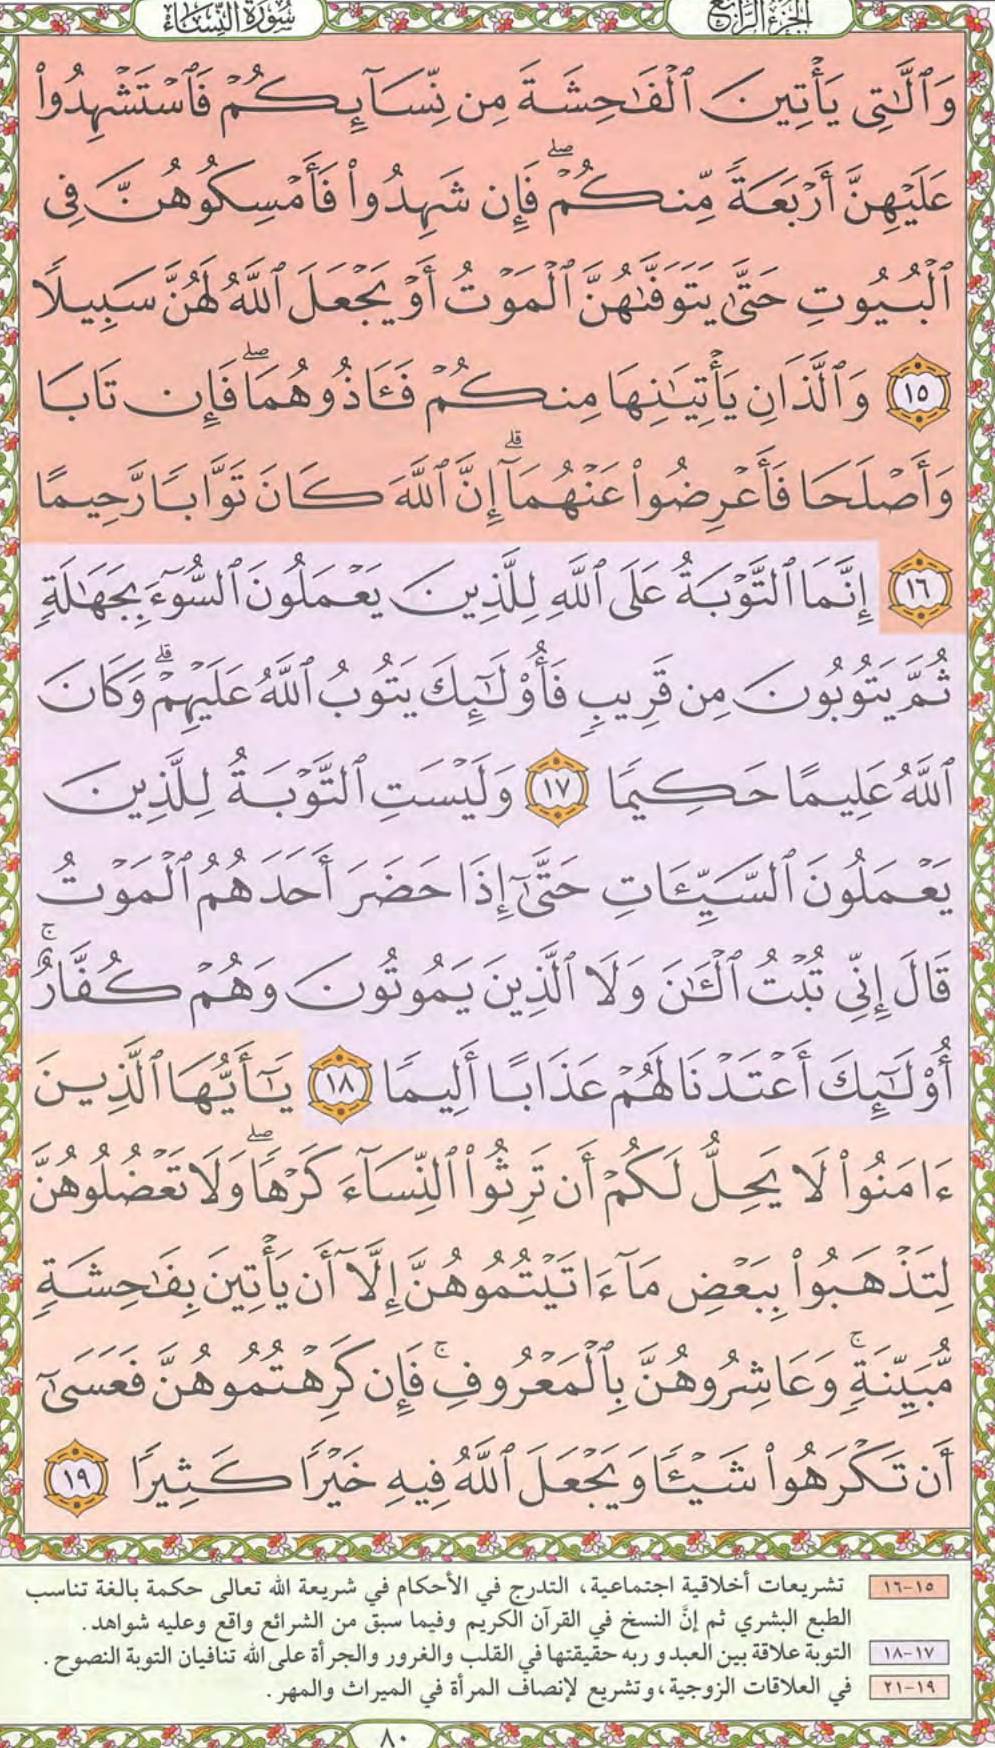 الجزء الرابع
سورة النساء
وَٱلَّٰتِى يَأْتِينَ ٱلْفَٰحِشَةَ مِن نِّسَآئِكُمْ فَٱسْتَشْهِدُوا۟
عَلَيْهِنَّ أَرْبَعَةً مِّنكُمْ ۖ فَإِن شَهِدُوا۟ فَأَمْسِكُوهُنَّ فِى
ٱلْبُيُوتِ حَتَّىٰ يَتَوَفَّىٰهُنَّ ٱلْمَوْتُ أَوْ يَجْعَلَ ٱللَّهُ لَهُنَّ سَبِيلًا
١٥ وَٱلَّذَانِ يَأْتِيَٰنِهَا مِنكُمْ فَـَٔاذُوهُمَا ۖ فَإِن تَابَا
وَأَصْلَحَا فَأَعْرِضُوا۟ عَنْهُمَآ ۗ إِنَّ ٱللَّهَ كَانَ تَوَّابًا رَّحِيمًا
١٦ إِنَّمَا ٱلتَّوْبَةُ عَلَى ٱللَّهِ لِلَّذِينَ يَعْمَلُونَ ٱلسُّوٓءَ بِجَهَٰلَةٍ
ثُمَّ يَتُوبُونَ مِن قَرِيبٍ فَأُو۟لَٰٓئِكَ يَتُوبُ ٱللَّهُ عَلَيْهِمْ ۗ وَكَانَ
ٱللَّهُ عَلِيمًا حَكِيمًا ١٧ وَلَيْسَتِ ٱلتَّوْبَةُ لِلَّذِينَ
يَعْمَلُونَ ٱلسَّيِّـَٔاتِ حَتَّىٰٓ إِذَا حَضَرَ أَحَدَهُمُ ٱلْمَوْتُ
قَالَ إِنِّى تُبْتُ ٱلْـَٰٔنَ وَلَا ٱلَّذِينَ يَمُوتُونَ وَهُمْ كُفَّارٌ ۚ
أُو۟لَٰٓئِكَ أَعْتَدْنَا لَهُمْ عَذَابًا أَلِيمًا ١٨ يَٰٓأَيُّهَا ٱلَّذِينَ
ءَامَنُوا۟ لَا يَحِلُّ لَكُمْ أَن تَرِثُوا۟ ٱلنِّسَآءَ كَرْهًا ۖ وَلَا تَعْضُلُوهُنَّ
لِتَذْهَبُوا۟ بِبَعْضِ مَآ ءَاتَيْتُمُوهُنَّ إِلَّآ أَن يَأْتِينَ بِفَٰحِشَةٍ
مُّبَيِّنَةٍ ۚ وَعَاشِرُوهُنَّ بِٱلْمَعْرُوفِ ۚ فَإِن كَرِهْتُمُوهُنَّ فَعَسَىٰٓ
أَن تَكْرَهُوا۟ شَيْـًٔا وَيَجْعَلَ ٱللَّهُ فِيهِ خَيْرًا كَثِيرًا ١٩
١٥-١٦ تشريعات أخلاقية اجتماعية، التدرج في الأحكام في شريعة الله تعالى حكمة بالغة تناسب
الطبع البشري ثم إنَّ النسخ في القرآن الكريم وفيما سبق من الشرائع واقع وعليه شواهد.
١٧-١٨ التوبة علاقة بين العبد و ربه حقيقتها في القلب والغرور والجرأة على الله تنافيان التوبة النصوح.
١٩-٢١ في العلاقات الزوجية، وتشريع لإنصاف المرأة في الميراث والمهر.
٨٠